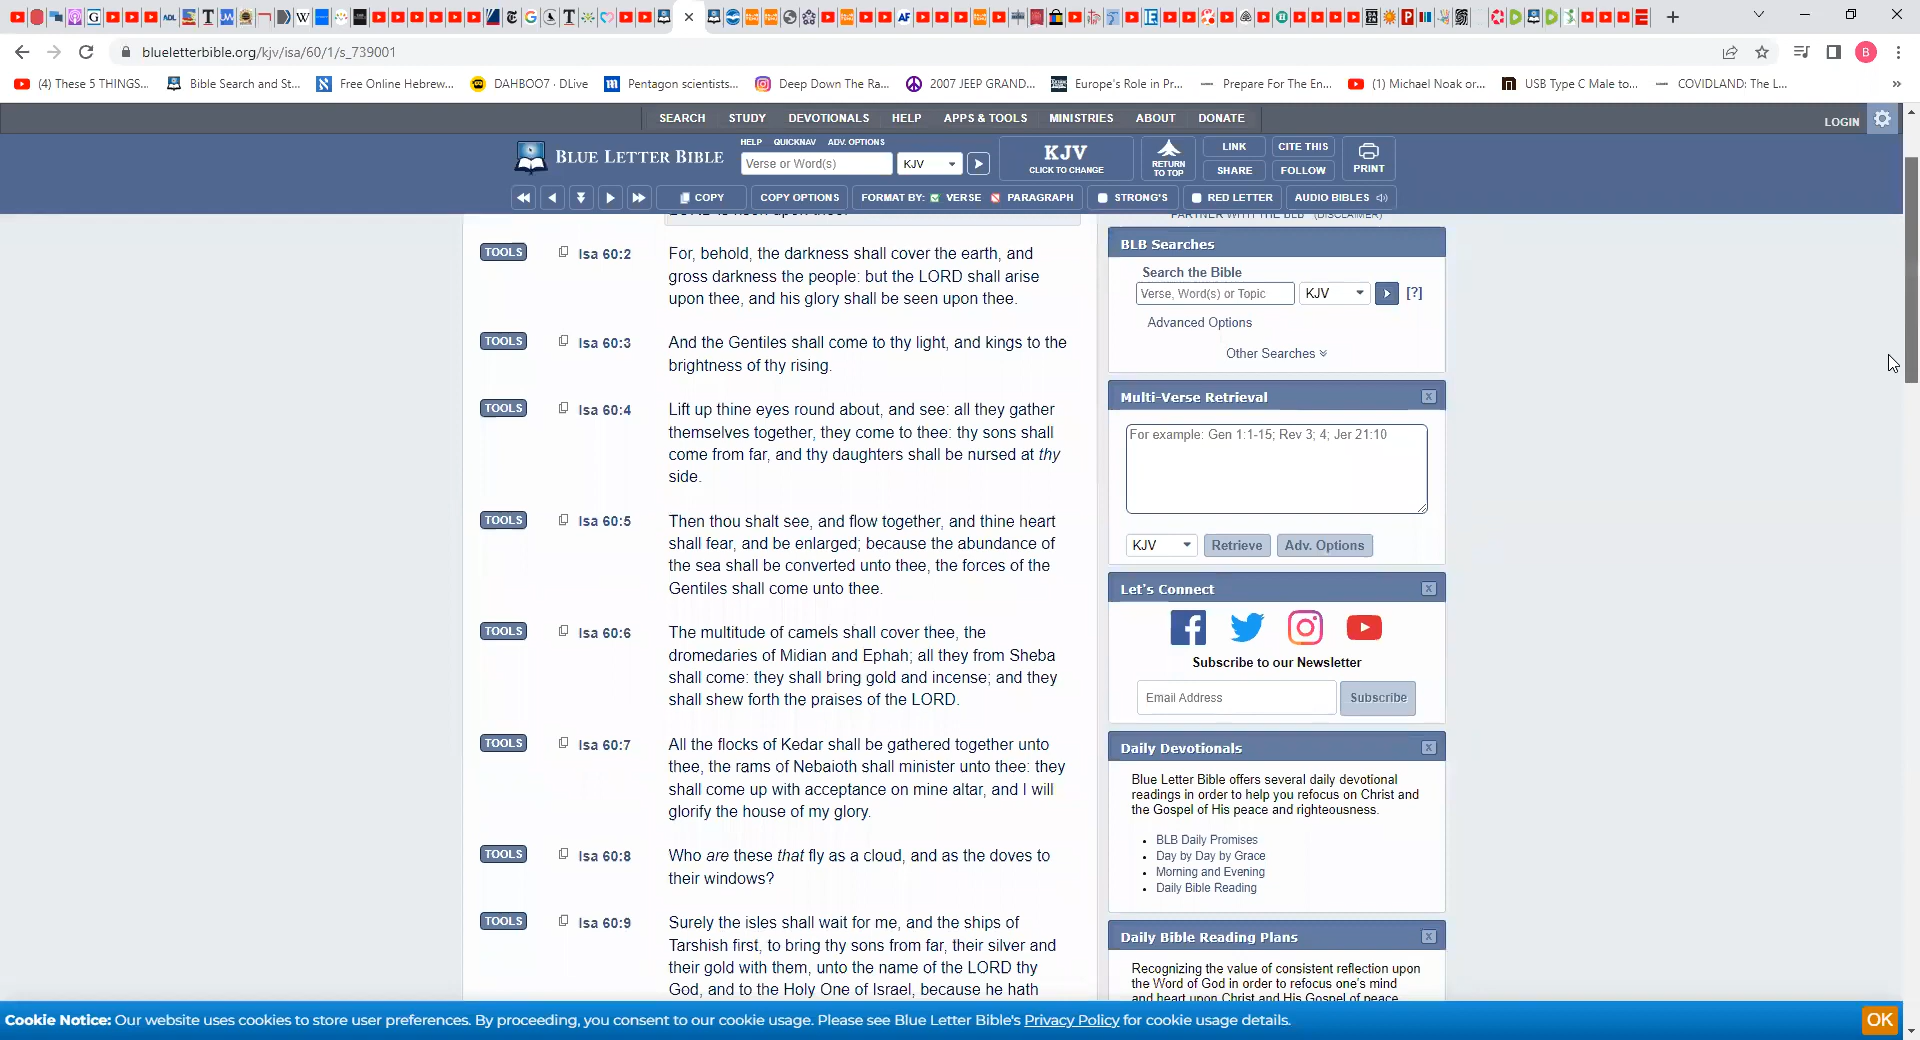 blueletterbible.org/kjv/isa/60/1/s_739001
B
(4) These 5 THINGS...
Bible Search and St...
Free Online Hebrew...
DAHBOO7 · DLive
Pentagon scientists...
Deep Down The Ra...
2007 JEEP GRAND...
Europe's Role in Pr...
Prepare For The En...
(1) Michael Noak or...
USB Type C Male to...
COVIDLAND: The L...
SEARCH
STUDY
DEVOTIONALS
HELP
APPS & TOOLS
MINISTRIES
ABOUT
DONATE
LOGIN
BLUE LETTER BIBLE
HELP
QUICKNAV
ADV. OPTIONS
Verse or Word(s)
KJV
KJV
CLICK TO CHANGE
RETURN
TO TOP
LINK
CITE THIS
SHARE
FOLLOW
PRINT
COPY
COPY OPTIONS
FORMAT BY:
VERSE
PARAGRAPH
STRONG'S
RED LETTER
AUDIO BIBLES
TOOLS
Isa 60:2
For, behold, the darkness shall cover the earth, and
gross darkness the people: but the LORD shall arise
upon thee, and his glory shall be seen upon thee.
TOOLS
Isa 60:3
And the Gentiles shall come to thy light, and kings to the
brightness of thy rising.
TOOLS
Isa 60:4
Lift up thine eyes round about, and see: all they gather
themselves together, they come to thee: thy sons shall
come from far, and thy daughters shall be nursed at thy
side.
TOOLS
Isa 60:5
Then thou shalt see, and flow together, and thine heart
shall fear, and be enlarged; because the abundance of
the sea shall be converted unto thee, the forces of the
Gentiles shall come unto thee.
TOOLS
Isa 60:6
The multitude of camels shall cover thee, the
dromedaries of Midian and Ephah; all they from Sheba
shall come: they shall bring gold and incense; and they
shall shew forth the praises of the LORD.
TOOLS
Isa 60:7
All the flocks of Kedar shall be gathered together unto
thee, the rams of Nebaioth shall minister unto thee: they
shall come up with acceptance on mine altar, and I will
glorify the house of my glory.
TOOLS
Isa 60:8
Who are these that fly as a cloud, and as the doves to
their windows?
TOOLS
Isa 60:9
Surely the isles shall wait for me, and the ships of
Tarshish first, to bring thy sons from far, their silver and
their gold with them, unto the name of the LORD thy
God, and to the Holy One of Israel, because he hath
PARTNER WITH THE BLB (DISCLAIMER)
BLB Searches
Search the Bible
Verse, Word(s) or Topic
KJV
[?]
Advanced Options
Other Searches
Multi-Verse Retrieval
X
For example: Gen 1:1-15; Rev 3; 4; Jer 21:10
KJV
Retrieve
Adv. Options
Let's Connect
X
Subscribe to our Newsletter
Email Address
Subscribe
Daily Devotionals
X
Blue Letter Bible offers several daily devotional
readings in order to help you refocus on Christ and
the Gospel of His peace and righteousness.
BLB Daily Promises
Day by Day by Grace
Morning and Evening
Daily Bible Reading
Daily Bible Reading Plans
X
Recognizing the value of consistent reflection upon
the Word of God in order to refocus one's mind
and heart upon Christ and His Gospel of peace
Cookie Notice: Our website uses cookies to store user preferences. By proceeding, you consent to our cookie usage. Please see Blue Letter Bible's Privacy Policy for cookie usage details.
OK